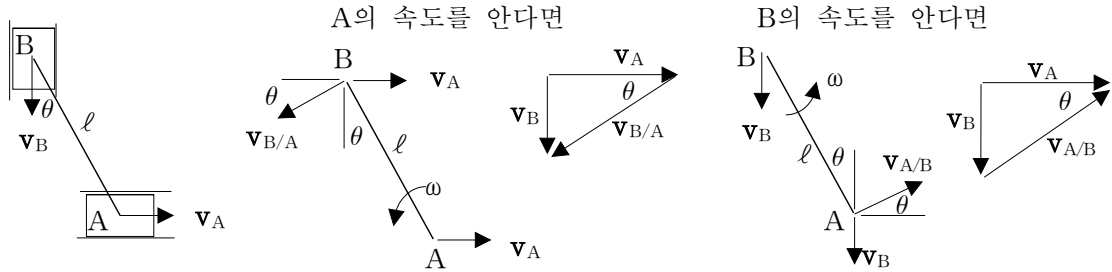 A의 속도를 안다면
B의 속도를 안다면
B
θ
ℓ
v_B
A
v_A
B
v_A
θ
v_B/A
θ
ℓ
ω
A
v_A
v_A
v_B
θ
v_B/A
B
ω
v_B
ℓ
θ
v_A/B
A
θ
v_B
v_A
v_B
θ
v_A/B